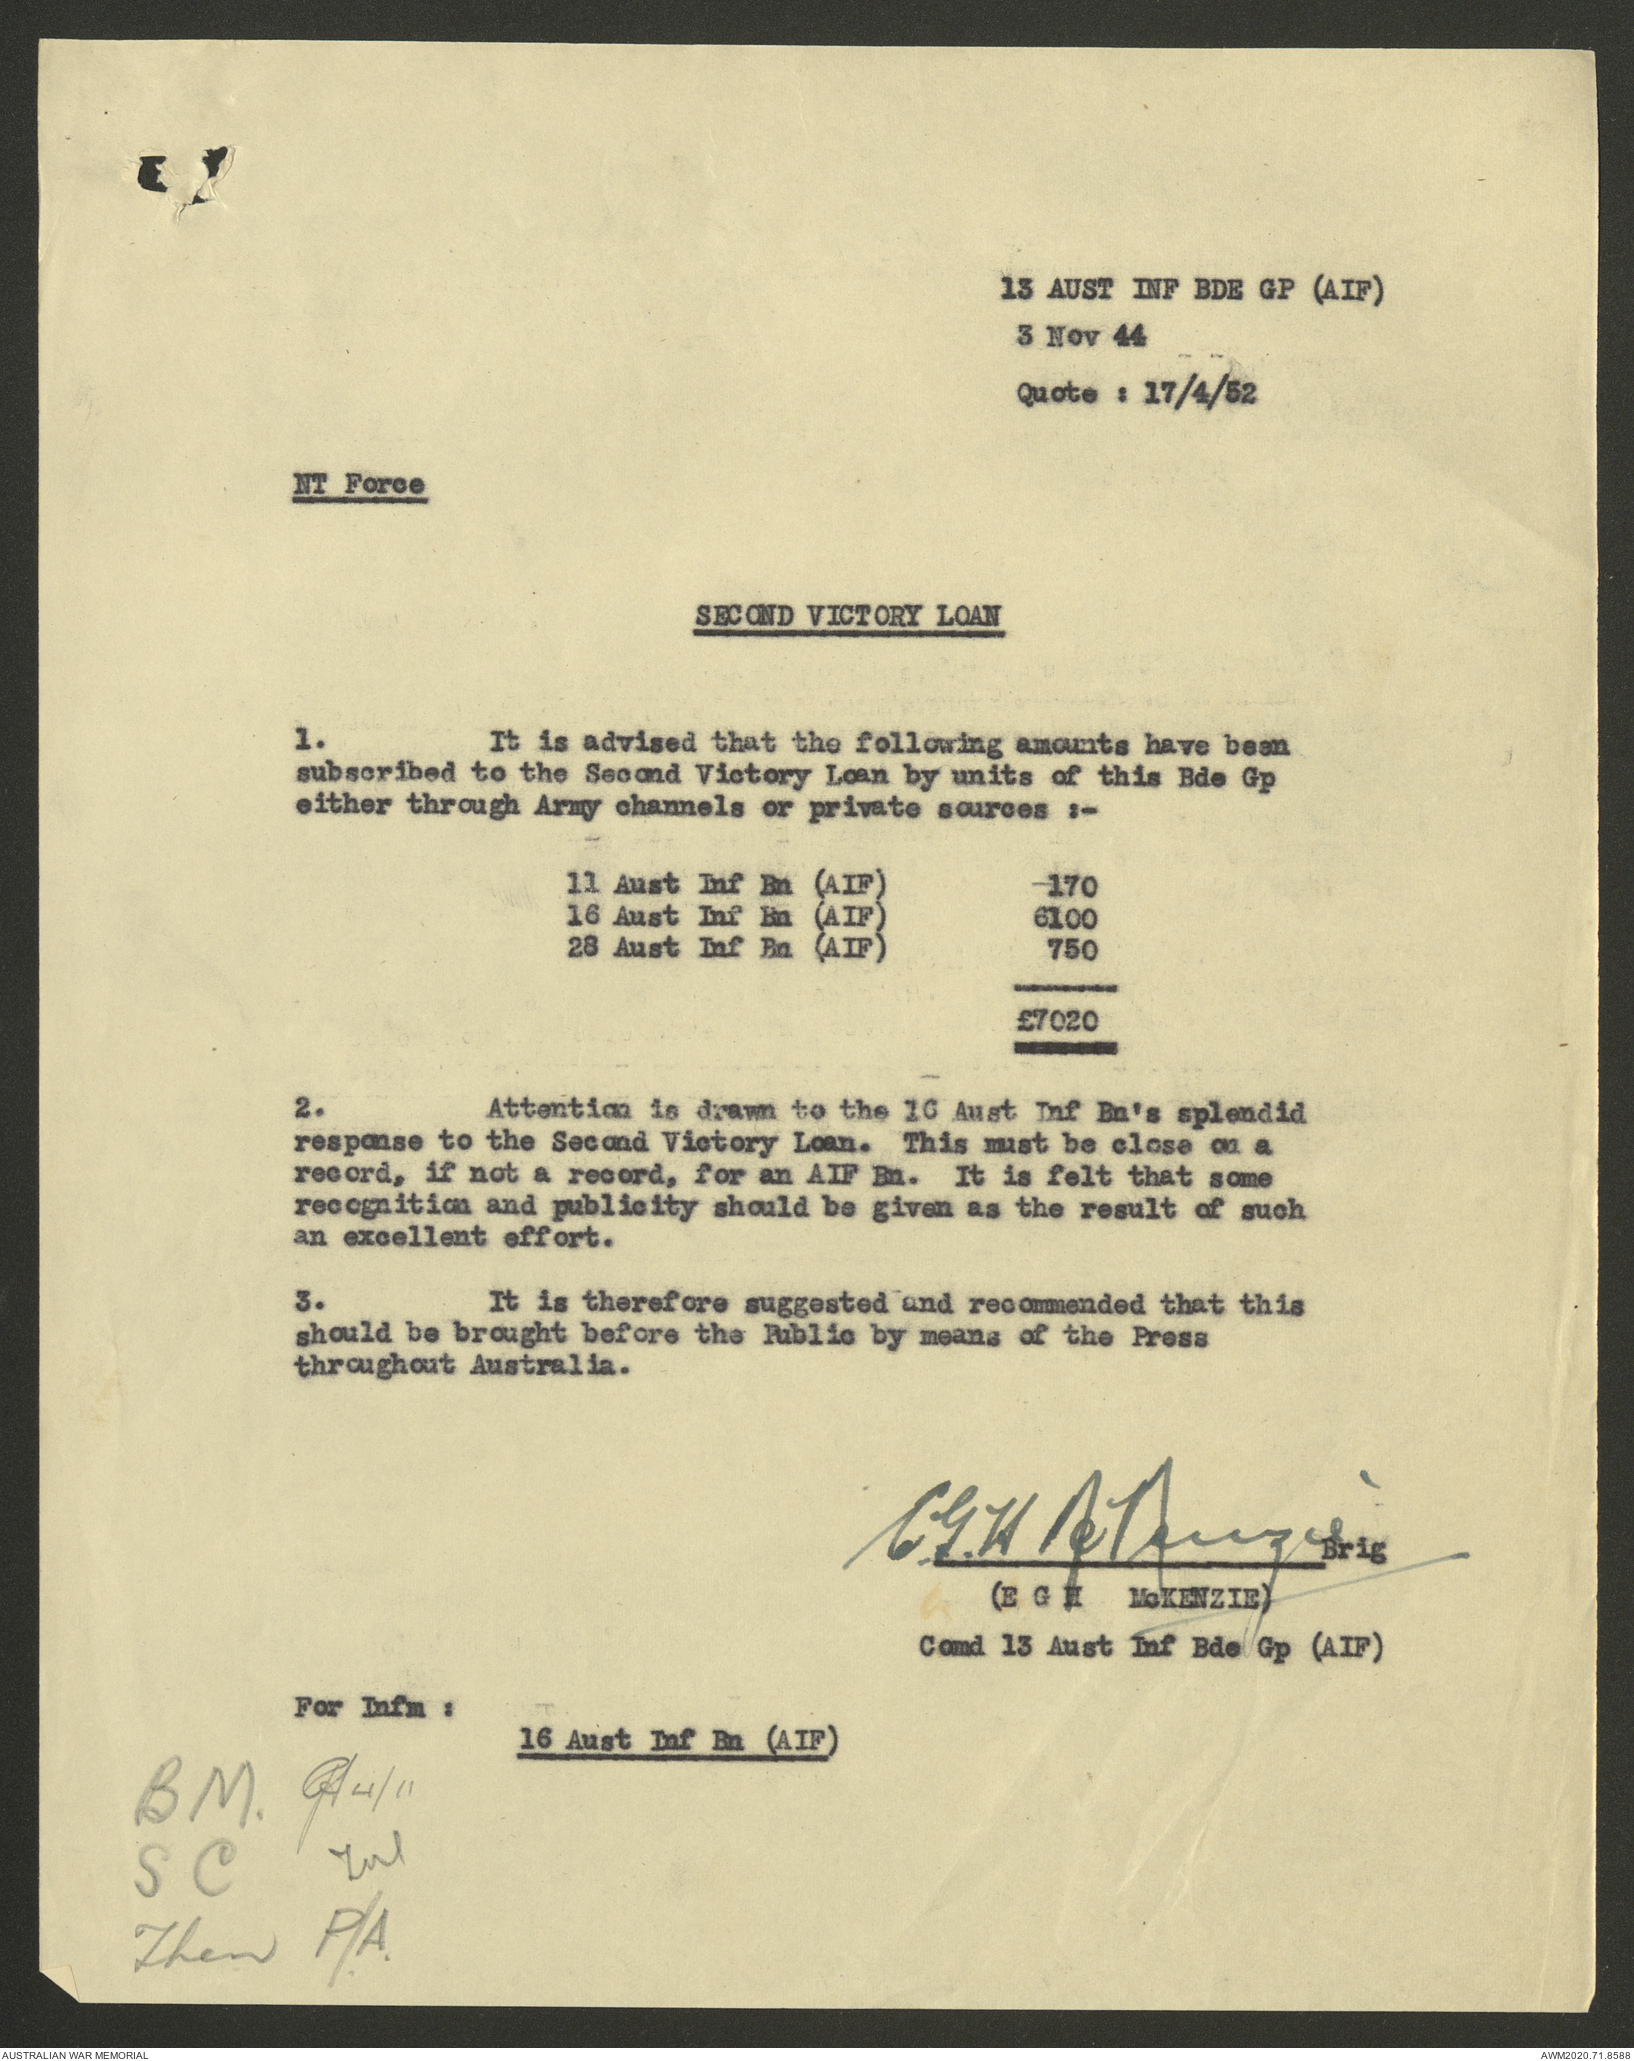 13 AUST INF BDE GP (AIF)
3 Nov 44
Quote : 17/4/52
NT Force
SECOND VICTORY LOAN
1. It is advised that the following amounts have been
subscribed to the Second Victory Loan by units of this Bde Gp
either through Army channels or private sources :-
11 Aust Inf Bn (AIF) 170
16 Aust Inf Bn (AIF) 6100
28 Aust Inf Bn (AIF) 750
£7020
2. Attention is drawn to the 16 Aust Inf Bn's splendid
response to the Second Victory Loan. This must be close on a
record, if not a record, for an AIF Bn. It is felt that some
recognition and publicity should be given as the result of such
an excellent effort.
3. It is therefore suggested and recommended that this
should be brought before the Public by means of the Press
throughout Australia.
E.G.H McKenzie Brig
(E G H McKENZIE)
Comd 13 Aust Inf Bde Gp (AIF)
For Infm :
16 Aust Inf Bn (AIF)
B M. 4/11
S C
Then P/A.
AUSTRALIAN WAR MEMORIAL AWM2020.71.8588